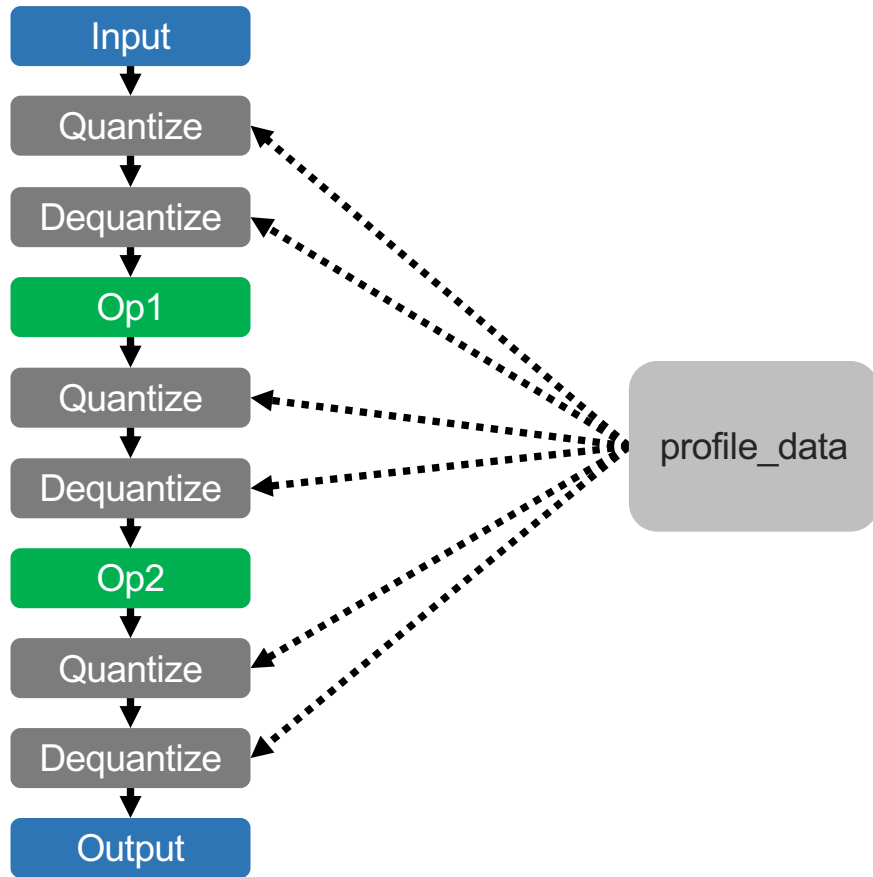 Input
Quantize
Dequantize
Op1
Quantize
Dequantize
Op2
Quantize
Dequantize
Output
profile_data